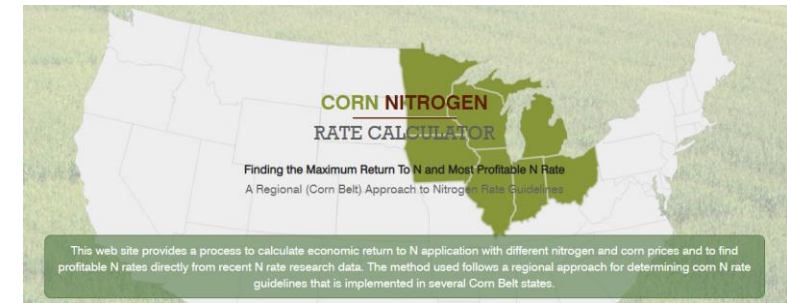 CORN NITROGEN
RATE CALCULATOR
Finding the Maximum Return To N and Most Profitable N Rate
A Regional (Corn Belt) Approach to Nitrogen Rate Guidelines
This web site provides a process to calculate economic return to N application with different nitrogen and corn prices and to find
profitable N rates directly from recent N rate research data. The method used follows a regional approach for determining corn N rate
guidelines that is implemented in several Corn Belt states.